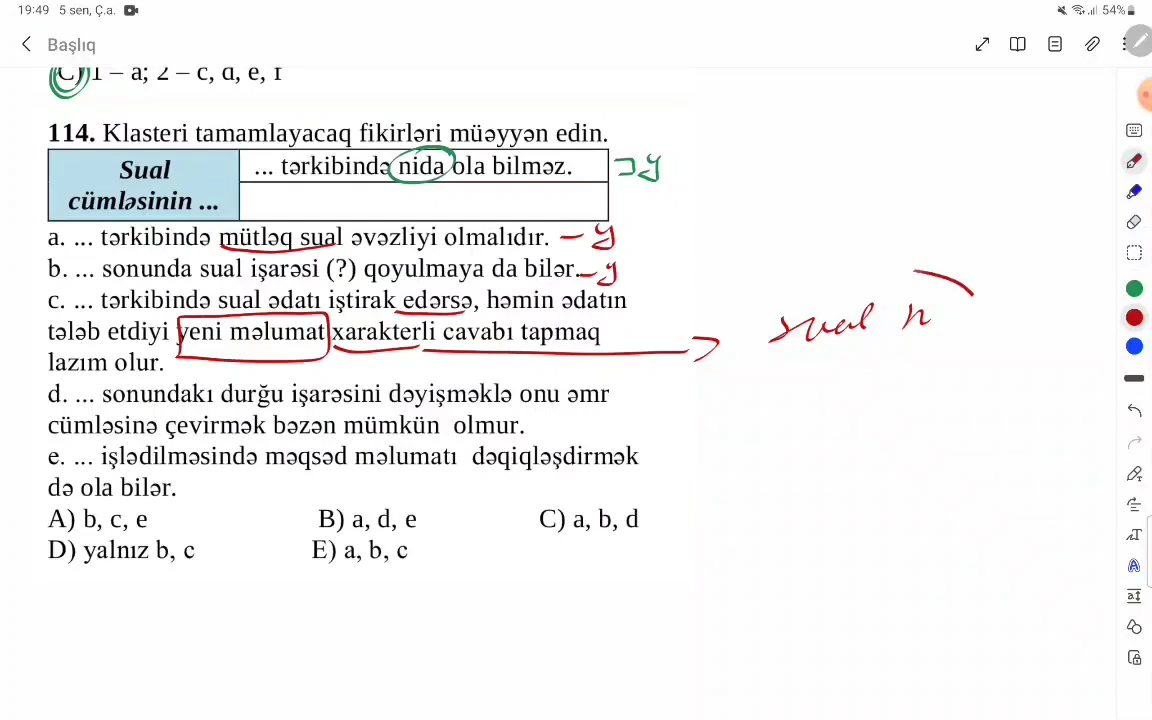 19:49 5 sen, Ç.a. 54%
Başlıq
C) 1 – a; 2 – c, d, e, f
114. Klasteri tamamlayacaq fikirləri müəyyən edin.
Sual cümləsinin ...
... tərkibində nida ola bilməz. y
a. ... tərkibində mütləq sual əvəzliyi olmalıdır. – y
b. ... sonunda sual işarəsi (?) qoyulmaya da bilər. – y
c. ... tərkibində sual ədatı iştirak edərsə, həmin ədatın
tələb etdiyi yeni məlumat xarakterli cavabı tapmaq
lazım olur.
sual
d. ... sonundakı durğu işarəsini dəyişməklə onu əmr
cümləsinə çevirmək bəzən mümkün olmur.
e. ... işlədilməsində məqsəd məlumatı dəqiqləşdirmək
də ola bilər.
A) b, c, e B) a, d, e C) a, b, d
D) yalnız b, c E) a, b, c